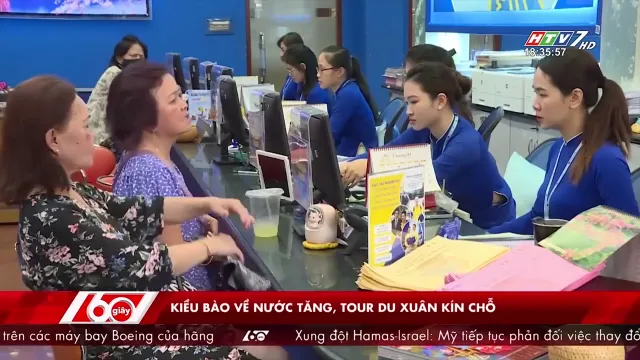 HTV7 HD
18:35:57
60 giây
KIỀU BÀO VỀ NƯỚC TĂNG, TOUR DU XUÂN KÍN CHỖ
trên các máy bay Boeing của hãng 60 Xung đột Hamas-Israel: Mỹ tiếp tục phản đối việc thay đổ